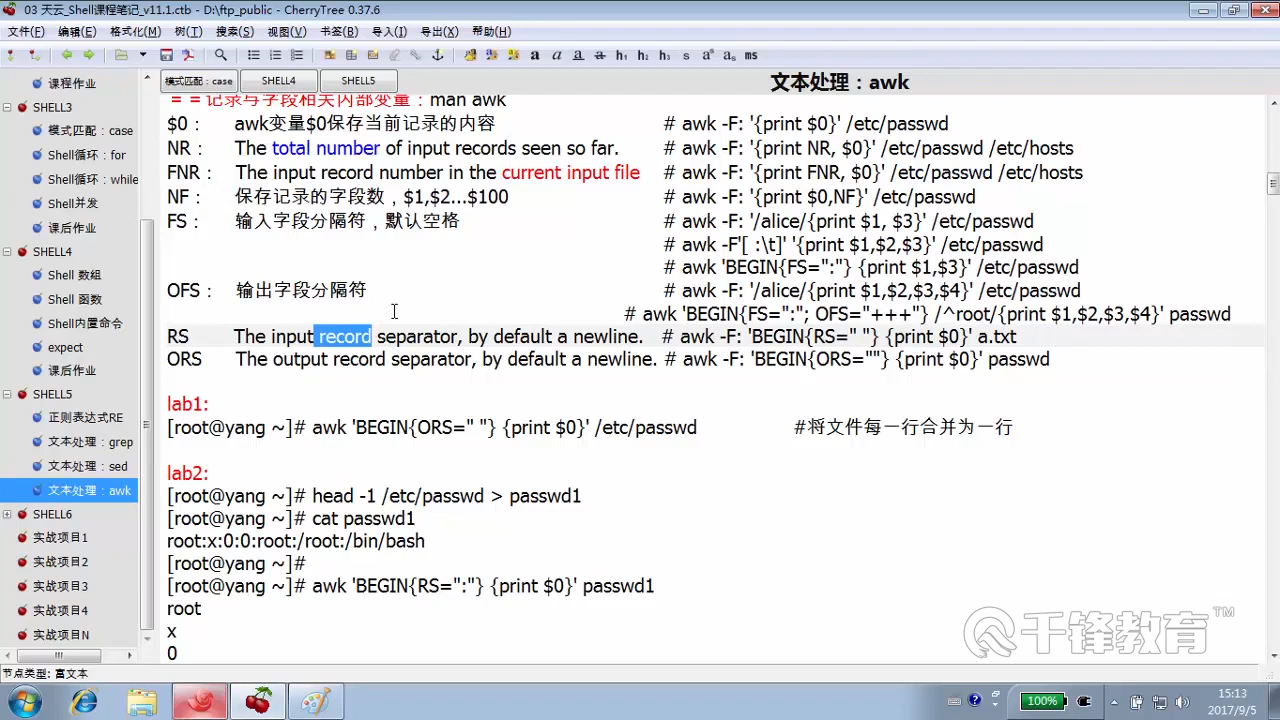 03 天云_Shell课程笔记_v11.1.ctb - D:\ftp_public - CherryTree 0.37.6
文件(F) 编辑(E) 格式化(M) 树(T) 搜索(S) 视图(V) 书签(B) 导入(I) 导出(X) 帮助(H)
a a a a h₁ h₂ h₃ s aˢ aₛ ms
课程作业
SHELL3
模式匹配：case
Shell循环：for
Shell循环：while
Shell并发
课后作业
SHELL4
Shell 数组
Shell 函数
Shell内置命令
expect
课后作业
SHELL5
正则表达式RE
文本处理：grep
文本处理：sed
文本处理：awk
SHELL6
实战项目1
实战项目2
实战项目3
实战项目4
实战项目N
模式匹配：case SHELL4 SHELL5 文本处理：awk
==记录与字段相关内部变量：man awk
$0： awk变量$0保存当前记录的内容 # awk -F: '{print $0}' /etc/passwd
NR： The total number of input records seen so far. # awk -F: '{print NR, $0}' /etc/passwd /etc/hosts
FNR： The input record number in the current input file # awk -F: '{print FNR, $0}' /etc/passwd /etc/hosts
NF： 保存记录的字段数，$1,$2...$100 # awk -F: '{print $0,NF}' /etc/passwd
FS： 输入字段分隔符，默认空格 # awk -F: '/alice/{print $1, $3}' /etc/passwd
# awk -F'[ :\t]' '{print $1,$2,$3}' /etc/passwd
# awk 'BEGIN{FS=":"} {print $1,$3}' /etc/passwd
OFS： 输出字段分隔符 # awk -F: '/alice/{print $1,$2,$3,$4}' /etc/passwd
# awk 'BEGIN{FS=":"; OFS="+++"} /^root/{print $1,$2,$3,$4}' passwd
RS The input record separator, by default a newline. # awk -F: 'BEGIN{RS=" "} {print $0}' a.txt
ORS The output record separator, by default a newline. # awk -F: 'BEGIN{ORS=""} {print $0}' passwd
lab1:
[root@yang ~]# awk 'BEGIN{ORS=" "} {print $0}' /etc/passwd #将文件每一行合并为一行
lab2:
[root@yang ~]# head -1 /etc/passwd > passwd1
[root@yang ~]# cat passwd1
root:x:0:0:root:/root:/bin/bash
[root@yang ~]#
[root@yang ~]# awk 'BEGIN{RS=":"} {print $0}' passwd1
root
x
0
千锋教育™
节点类型: 富文本
100%
15:13
2017/9/5